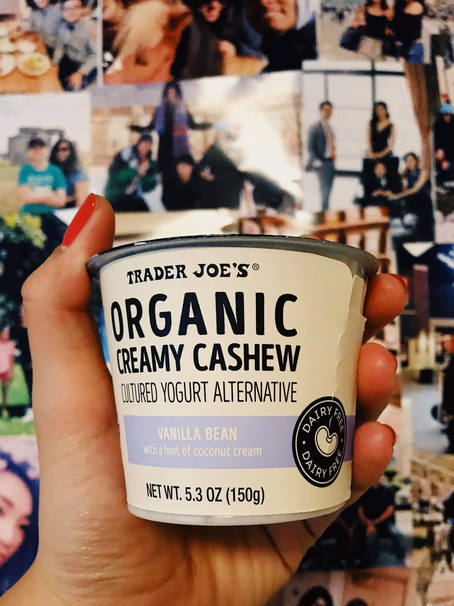 TRADER JOE'S®
ORGANIC
CREAMY CASHEW
CULTURED YOGURT ALTERNATIVE
VANILLA BEAN
with a hint of coconut cream
DAIRY FREE
DAIRY FREE
NET WT. 5.3 OZ (150g)